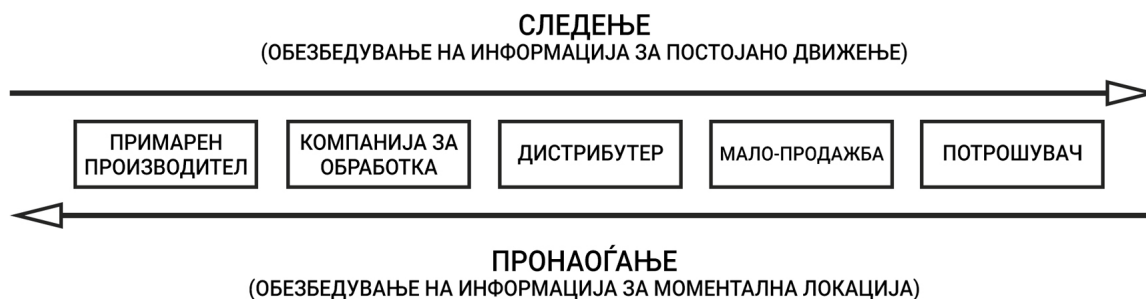 СЛЕДЕЊЕ
(ОБЕЗБЕДУВАЊЕ НА ИНФОРМАЦИЈА ЗА ПОСТОЈАНО ДВИЖЕЊЕ)
ПРИМАРЕН
ПРОИЗВОДИТЕЛ
КОМПАНИЈА ЗА
ОБРАБОТКА
ДИСТРИБУТЕР
МАЛО-ПРОДАЖБА
ПОТРОШУВАЧ
ПРОНАОЃАЊЕ
(ОБЕЗБЕДУВАЊЕ НА ИНФОРМАЦИЈА ЗА МОМЕНТАЛНА ЛОКАЦИЈА)